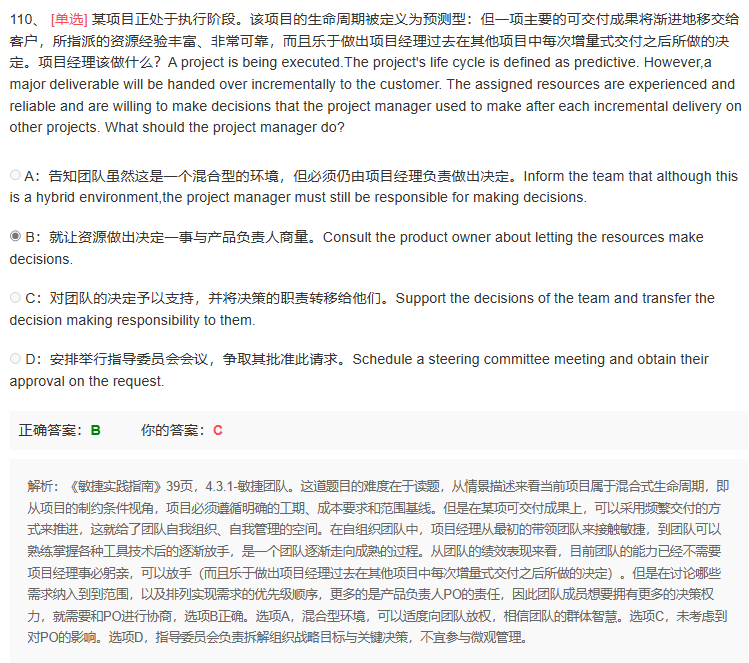 110、 [单选] 某项目正处于执行阶段。该项目的生命周期被定义为预测型：但一项主要的可交付成果将渐进地移交给
客户，所指派的资源经验丰富、非常可靠，而且乐于做出项目经理过去在其他项目中每次增量式交付之后所做的决
定。项目经理该做什么？A project is being executed.The project's life cycle is defined as predictive. However,a
major deliverable will be handed over incrementally to the customer. The assigned resources are experienced and
reliable and are willing to make decisions that the project manager used to make after each incremental delivery on
other projects. What should the project manager do?
A：告知团队虽然这是一个混合型的环境，但必须仍由项目经理负责做出决定。Inform the team that although this
is a hybrid environment,the project manager must still be responsible for making decisions.
B：就让资源做出决定一事与产品负责人商量。Consult the product owner about letting the resources make
decisions.
C：对团队的决定予以支持，并将决策的职责转移给他们。Support the decisions of the team and transfer the
decision making responsibility to them.
D：安排举行指导委员会会议，争取其批准此请求。Schedule a steering committee meeting and obtain their
approval on the request.
正确答案：B 你的答案：C
解析：《敏捷实践指南》39页，4.3.1-敏捷团队。这道题目的难度在于读题，从情景描述来看当前项目属于混合式生命周期，即
从项目的制约条件视角，项目必须遵循明确的工期、成本要求和范围基线。但是在某项可交付成果上，可以采用频繁交付的方
式来推进，这就给了团队自我组织、自我管理的空间。在自组织团队中，项目经理从最初的带领团队来接触敏捷，到团队可以
熟练掌握各种工具技术后的逐渐放手，是一个团队逐渐走向成熟的过程。从团队的绩效表现来看，目前团队的能力已经不需要
项目经理事必躬亲，可以放手（而且乐于做出项目经理过去在其他项目中每次增量式交付之后所做的决定）。但是在讨论哪些
需求纳入到到范围，以及排列实现需求的优先级顺序，更多的是产品负责人PO的责任，因此团队成员想要拥有更多的决策权
力，就需要和PO进行协商，选项B正确。选项A，混合型环境，可以适度向团队放权，相信团队的群体智慧。选项C，未考虑到
对PO的影响。选项D，指导委员会负责拆解组织战略目标与关键决策，不宜参与微观管理。